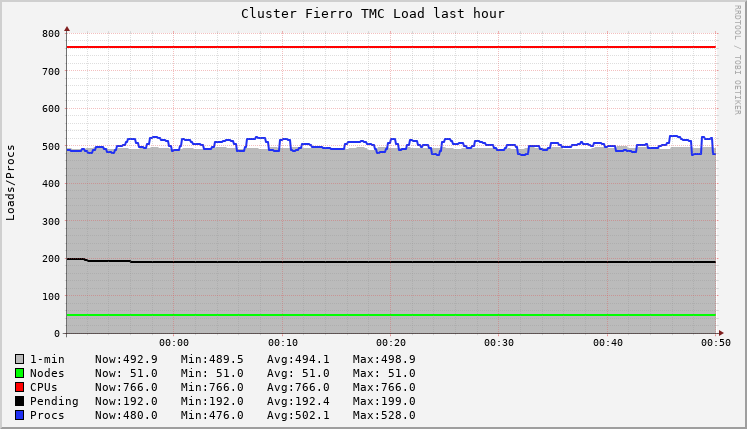 Cluster Fierro TMC Load last hour
RRDTOOL / TOBI OETIKER
Loads/Procs
800
700
600
500
400
300
200
100
0
00:00 00:10 00:20 00:30 00:40 00:50
1-min Now:492.9 Min:489.5 Avg:494.1 Max:498.9
Nodes Now: 51.0 Min: 51.0 Avg: 51.0 Max: 51.0
CPUs Now:766.0 Min:766.0 Avg:766.0 Max:766.0
Pending Now:192.0 Min:192.0 Avg:192.4 Max:199.0
Procs Now:480.0 Min:476.0 Avg:502.1 Max:528.0